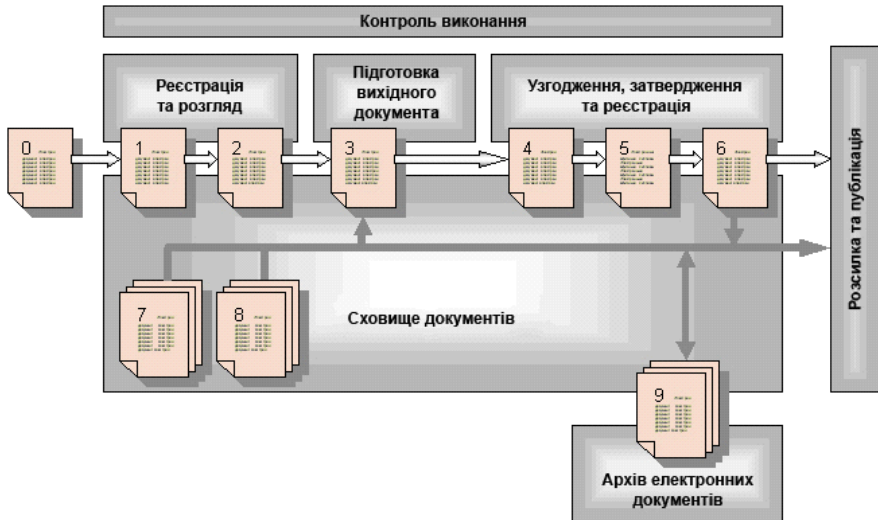 Контроль виконання
Реєстрація
та розгляд
Підготовка
вихідного
документа
Узгодження, затвердження
та реєстрація
0
1
2
3
4
5
6
Розсилка та публікація
7
8
Сховище документів
9
Архів електронних
документів